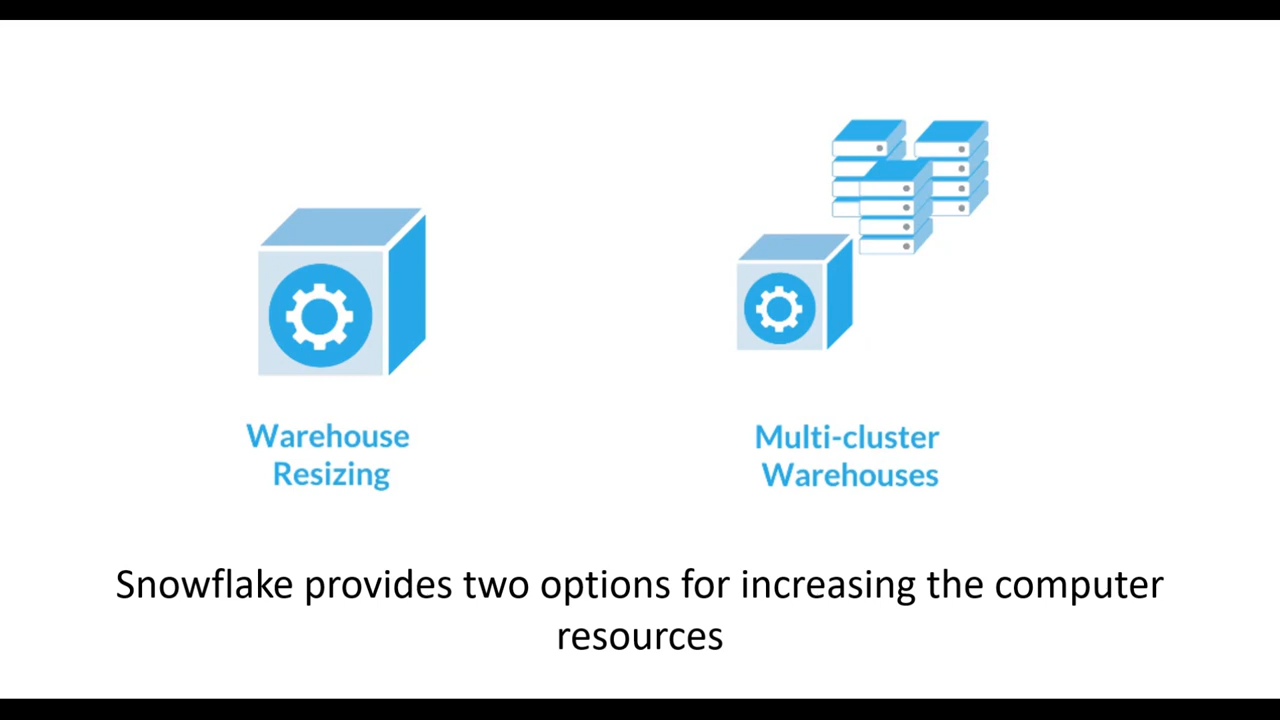 Warehouse
Resizing
Multi-cluster
Warehouses
Snowflake provides two options for increasing the computer
resources